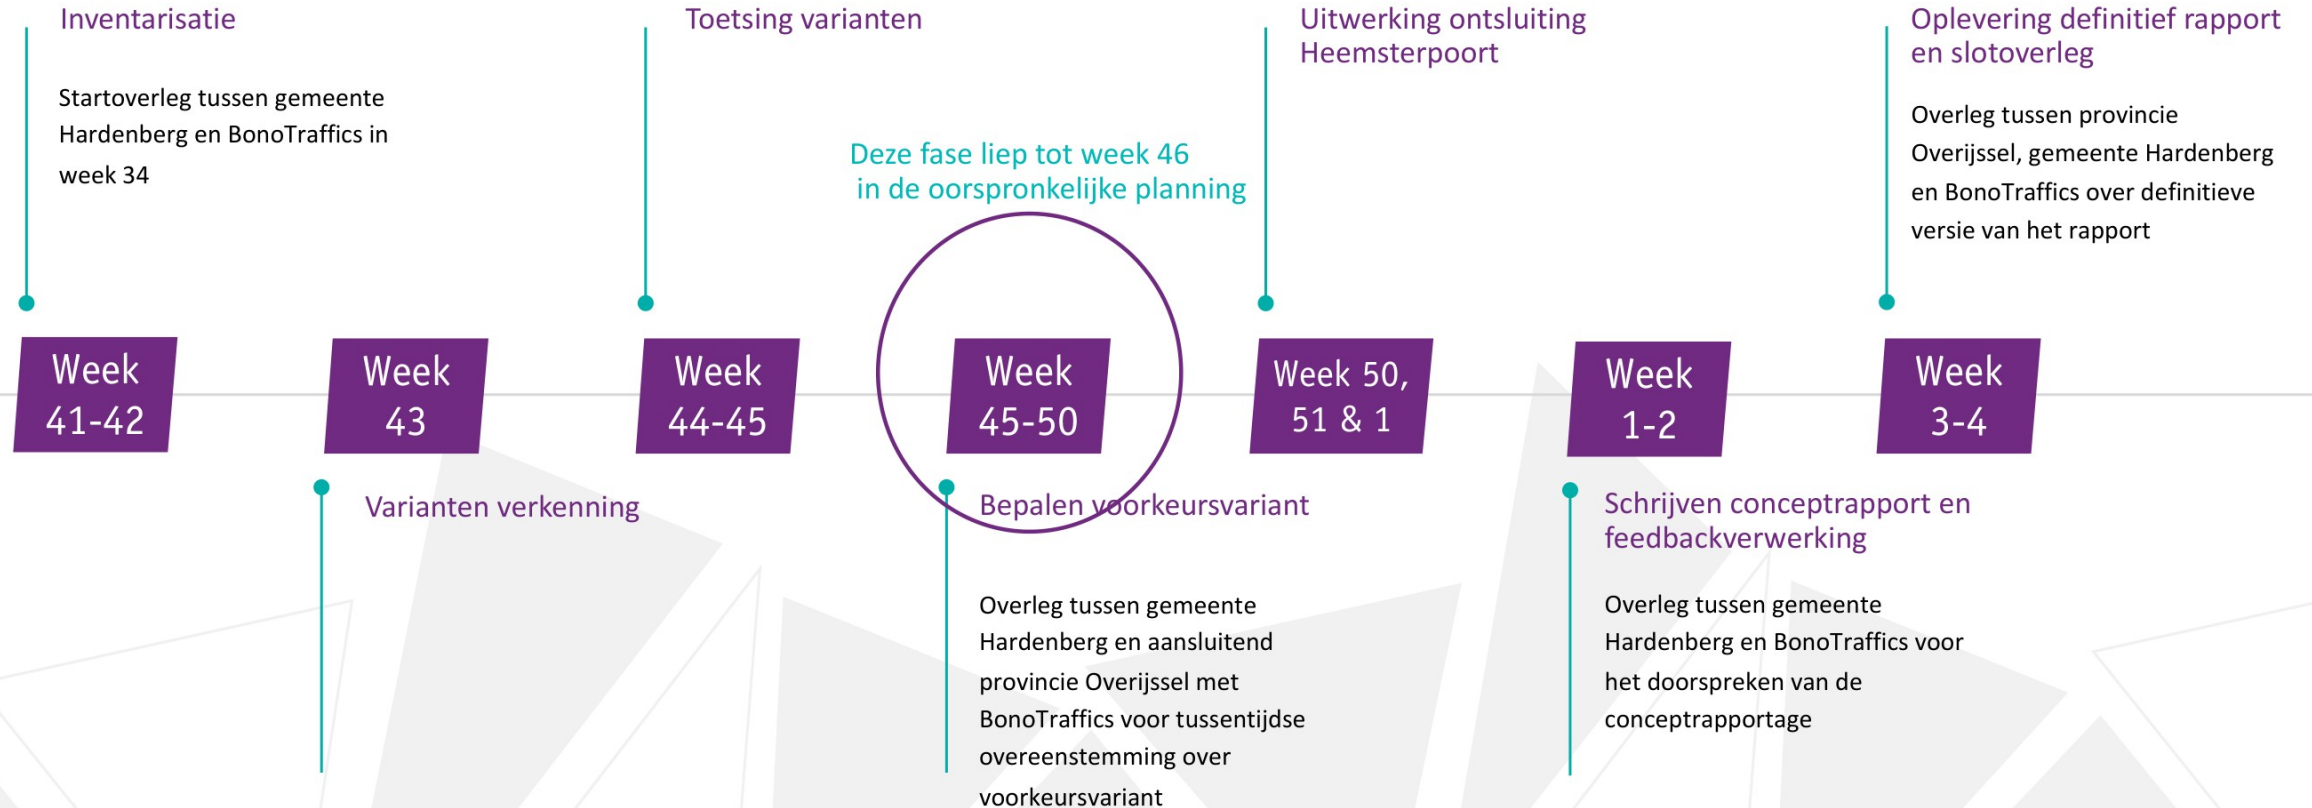 Inventarisatie
Startoverleg tussen gemeente
Hardenberg en BonoTraffics in
week 34
Toetsing varianten
Deze fase liep tot week 46
in de oorspronkelijke planning
Uitwerking ontsluiting
Heemsterpoort
Oplevering definitief rapport
en slotoverleg
Overleg tussen provincie
Overijssel, gemeente Hardenberg
en BonoTraffics over definitieve
versie van het rapport
Week
41-42
Week
43
Week
44-45
Week
45-50
Week 50,
51 & 1
Week
1-2
Week
3-4
Varianten verkenning
Bepalen voorkeursvariant
Overleg tussen gemeente
Hardenberg en aansluitend
provincie Overijssel met
BonoTraffics voor tussentijdse
overeenstemming over
voorkeursvariant
Schrijven conceptrapport en
feedbackverwerking
Overleg tussen gemeente
Hardenberg en BonoTraffics voor
het doorspreken van de
conceptrapportage